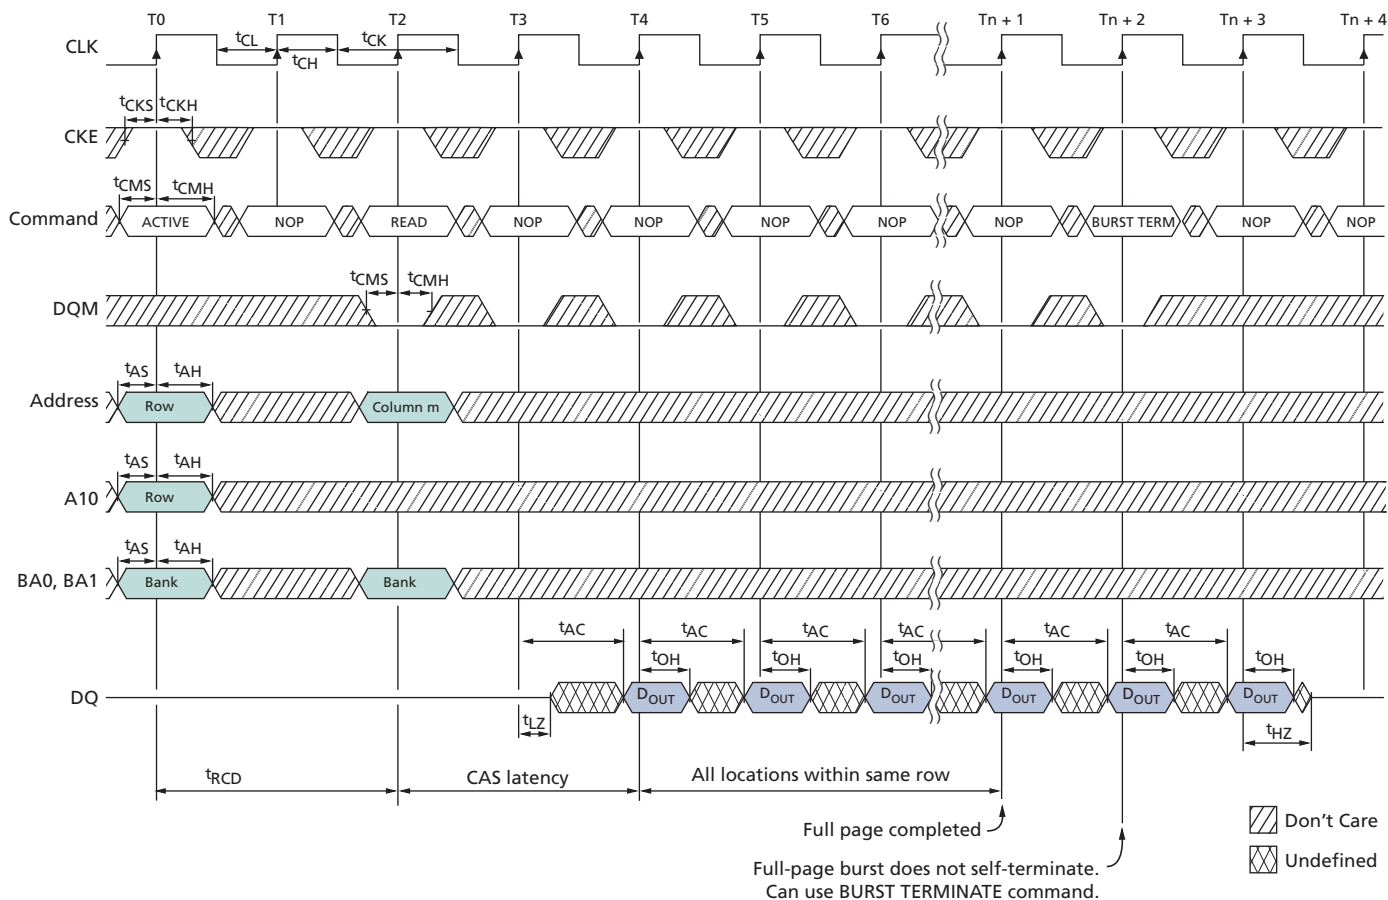 T0 T1 T2 T3 T4 T5 T6 Tn + 1 Tn + 2 Tn + 3 Tn + 4
CLK
tCL tCK
tCH
tCKS tCKH
CKE
tCMS tCMH
Command ACTIVE NOP READ NOP NOP NOP NOP NOP BURST TERM NOP NOP
tCMS tCMH
DQM
tAS tAH
Address Row Column m
tAS tAH
A10 Row
tAS tAH
BA0, BA1 Bank Bank
tAC tAC tAC tAC tAC tAC
tOH tOH tOH tOH tOH tOH
DQ DOUT DOUT DOUT DOUT DOUT DOUT
tLZ tHZ
tRCD CAS latency All locations within same row
Full page completed
Don't Care
Full-page burst does not self-terminate.
Can use BURST TERMINATE command.
Undefined